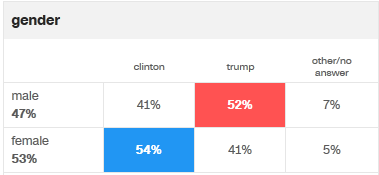 gender
clinton trump other/no
answer
male
47%
41% 52% 7%
female
53%
54% 41% 5%